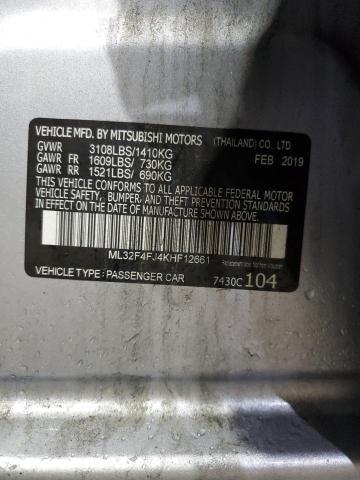 VEHICLE MFD. BY MITSUBISHI MOTORS (THAILAND) CO. LTD
GVWR 3108LBS/1410KG FEB 2019
GAWR FR 1609LBS/ 730KG
GAWR RR 1521LBS/ 690KG
THIS VEHICLE CONFORMS TO ALL APPLICABLE FEDERAL MOTOR
VEHICLE SAFETY, BUMPER, AND THEFT PREVENTION STANDARDS
IN EFFECT ON THE DATE OF MANUFACTURE SHOWN ABOVE.
ML32F4FJ4KHF12661
VEHICLE TYPE: PASSENGER CAR 7430C 104